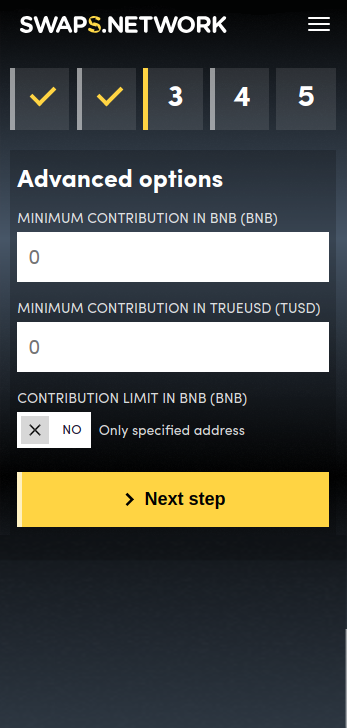 SWAPS.NETWORK
3 4 5
Advanced options
MINIMUM CONTRIBUTION IN BNB (BNB)
0
MINIMUM CONTRIBUTION IN TRUEUSD (TUSD)
0
CONTRIBUTION LIMIT IN BNB (BNB)
NO Only specified address
Next step